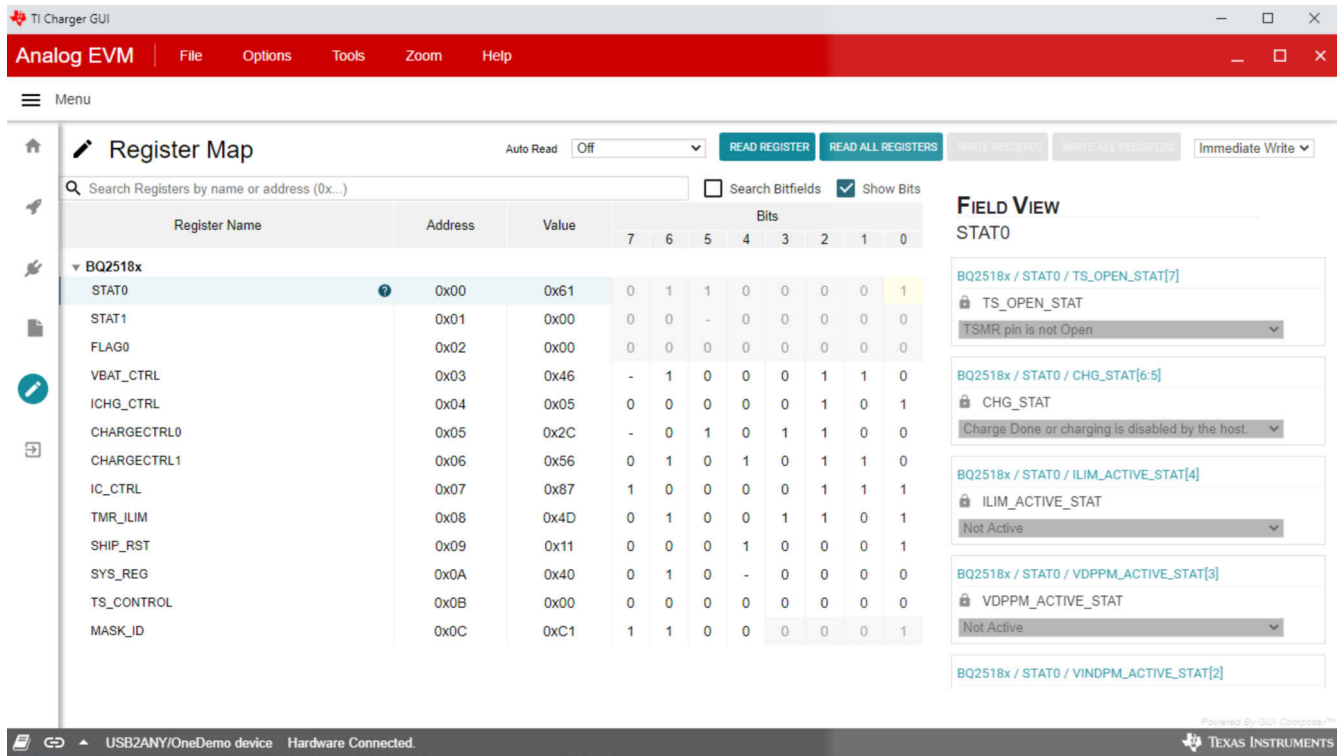 TI Charger GUI
Analog EVM File Options Tools Zoom Help
Menu
Register Map Auto Read Off READ REGISTER READ ALL REGISTERS WRITE REGISTER WRITE ALL REGISTERS Immediate Write
Search Registers by name or address (0x...) Search Bitfields Show Bits
Register Name Address Value Bits
7 6 5 4 3 2 1 0
BQ2518x
STAT0 0x00 0x61 0 1 1 0 0 0 0 1
STAT1 0x01 0x00 0 0 - 0 0 0 0 0
FLAG0 0x02 0x00 0 0 0 0 0 0 0 0
VBAT_CTRL 0x03 0x46 - 1 0 0 0 1 1 0
ICHG_CTRL 0x04 0x05 0 0 0 0 0 1 0 1
CHARGECTRL0 0x05 0x2C - 0 1 0 1 1 0 0
CHARGECTRL1 0x06 0x56 0 1 0 1 0 1 1 0
IC_CTRL 0x07 0x87 1 0 0 0 0 1 1 1
TMR_ILIM 0x08 0x4D 0 1 0 0 1 1 0 1
SHIP_RST 0x09 0x11 0 0 0 1 0 0 0 1
SYS_REG 0x0A 0x40 0 1 0 - 0 0 0 0
TS_CONTROL 0x0B 0x00 0 0 0 0 0 0 0 0
MASK_ID 0x0C 0xC1 1 1 0 0 0 0 0 1
FIELD VIEW
STAT0
BQ2518x / STAT0 / TS_OPEN_STAT[7]
TS_OPEN_STAT
TSMR pin is not Open
BQ2518x / STAT0 / CHG_STAT[6:5]
CHG_STAT
Charge Done or charging is disabled by the host.
BQ2518x / STAT0 / ILIM_ACTIVE_STAT[4]
ILIM_ACTIVE_STAT
Not Active
BQ2518x / STAT0 / VDPPM_ACTIVE_STAT[3]
VDPPM_ACTIVE_STAT
Not Active
BQ2518x / STAT0 / VINDPM_ACTIVE_STAT[2]
Powered By GUI Composer™
USB2ANY/OneDemo device Hardware Connected. TEXAS INSTRUMENTS